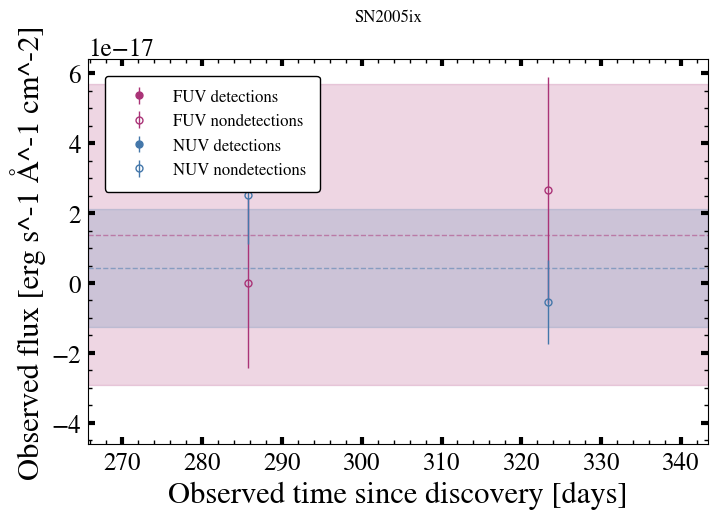 SN2005ix
1e−17
Observed flux [erg s^-1 Å^-1 cm^-2]
6
4
2
0
−2
−4
FUV detections
FUV nondetections
NUV detections
NUV nondetections
270 280 290 300 310 320 330 340
Observed time since discovery [days]